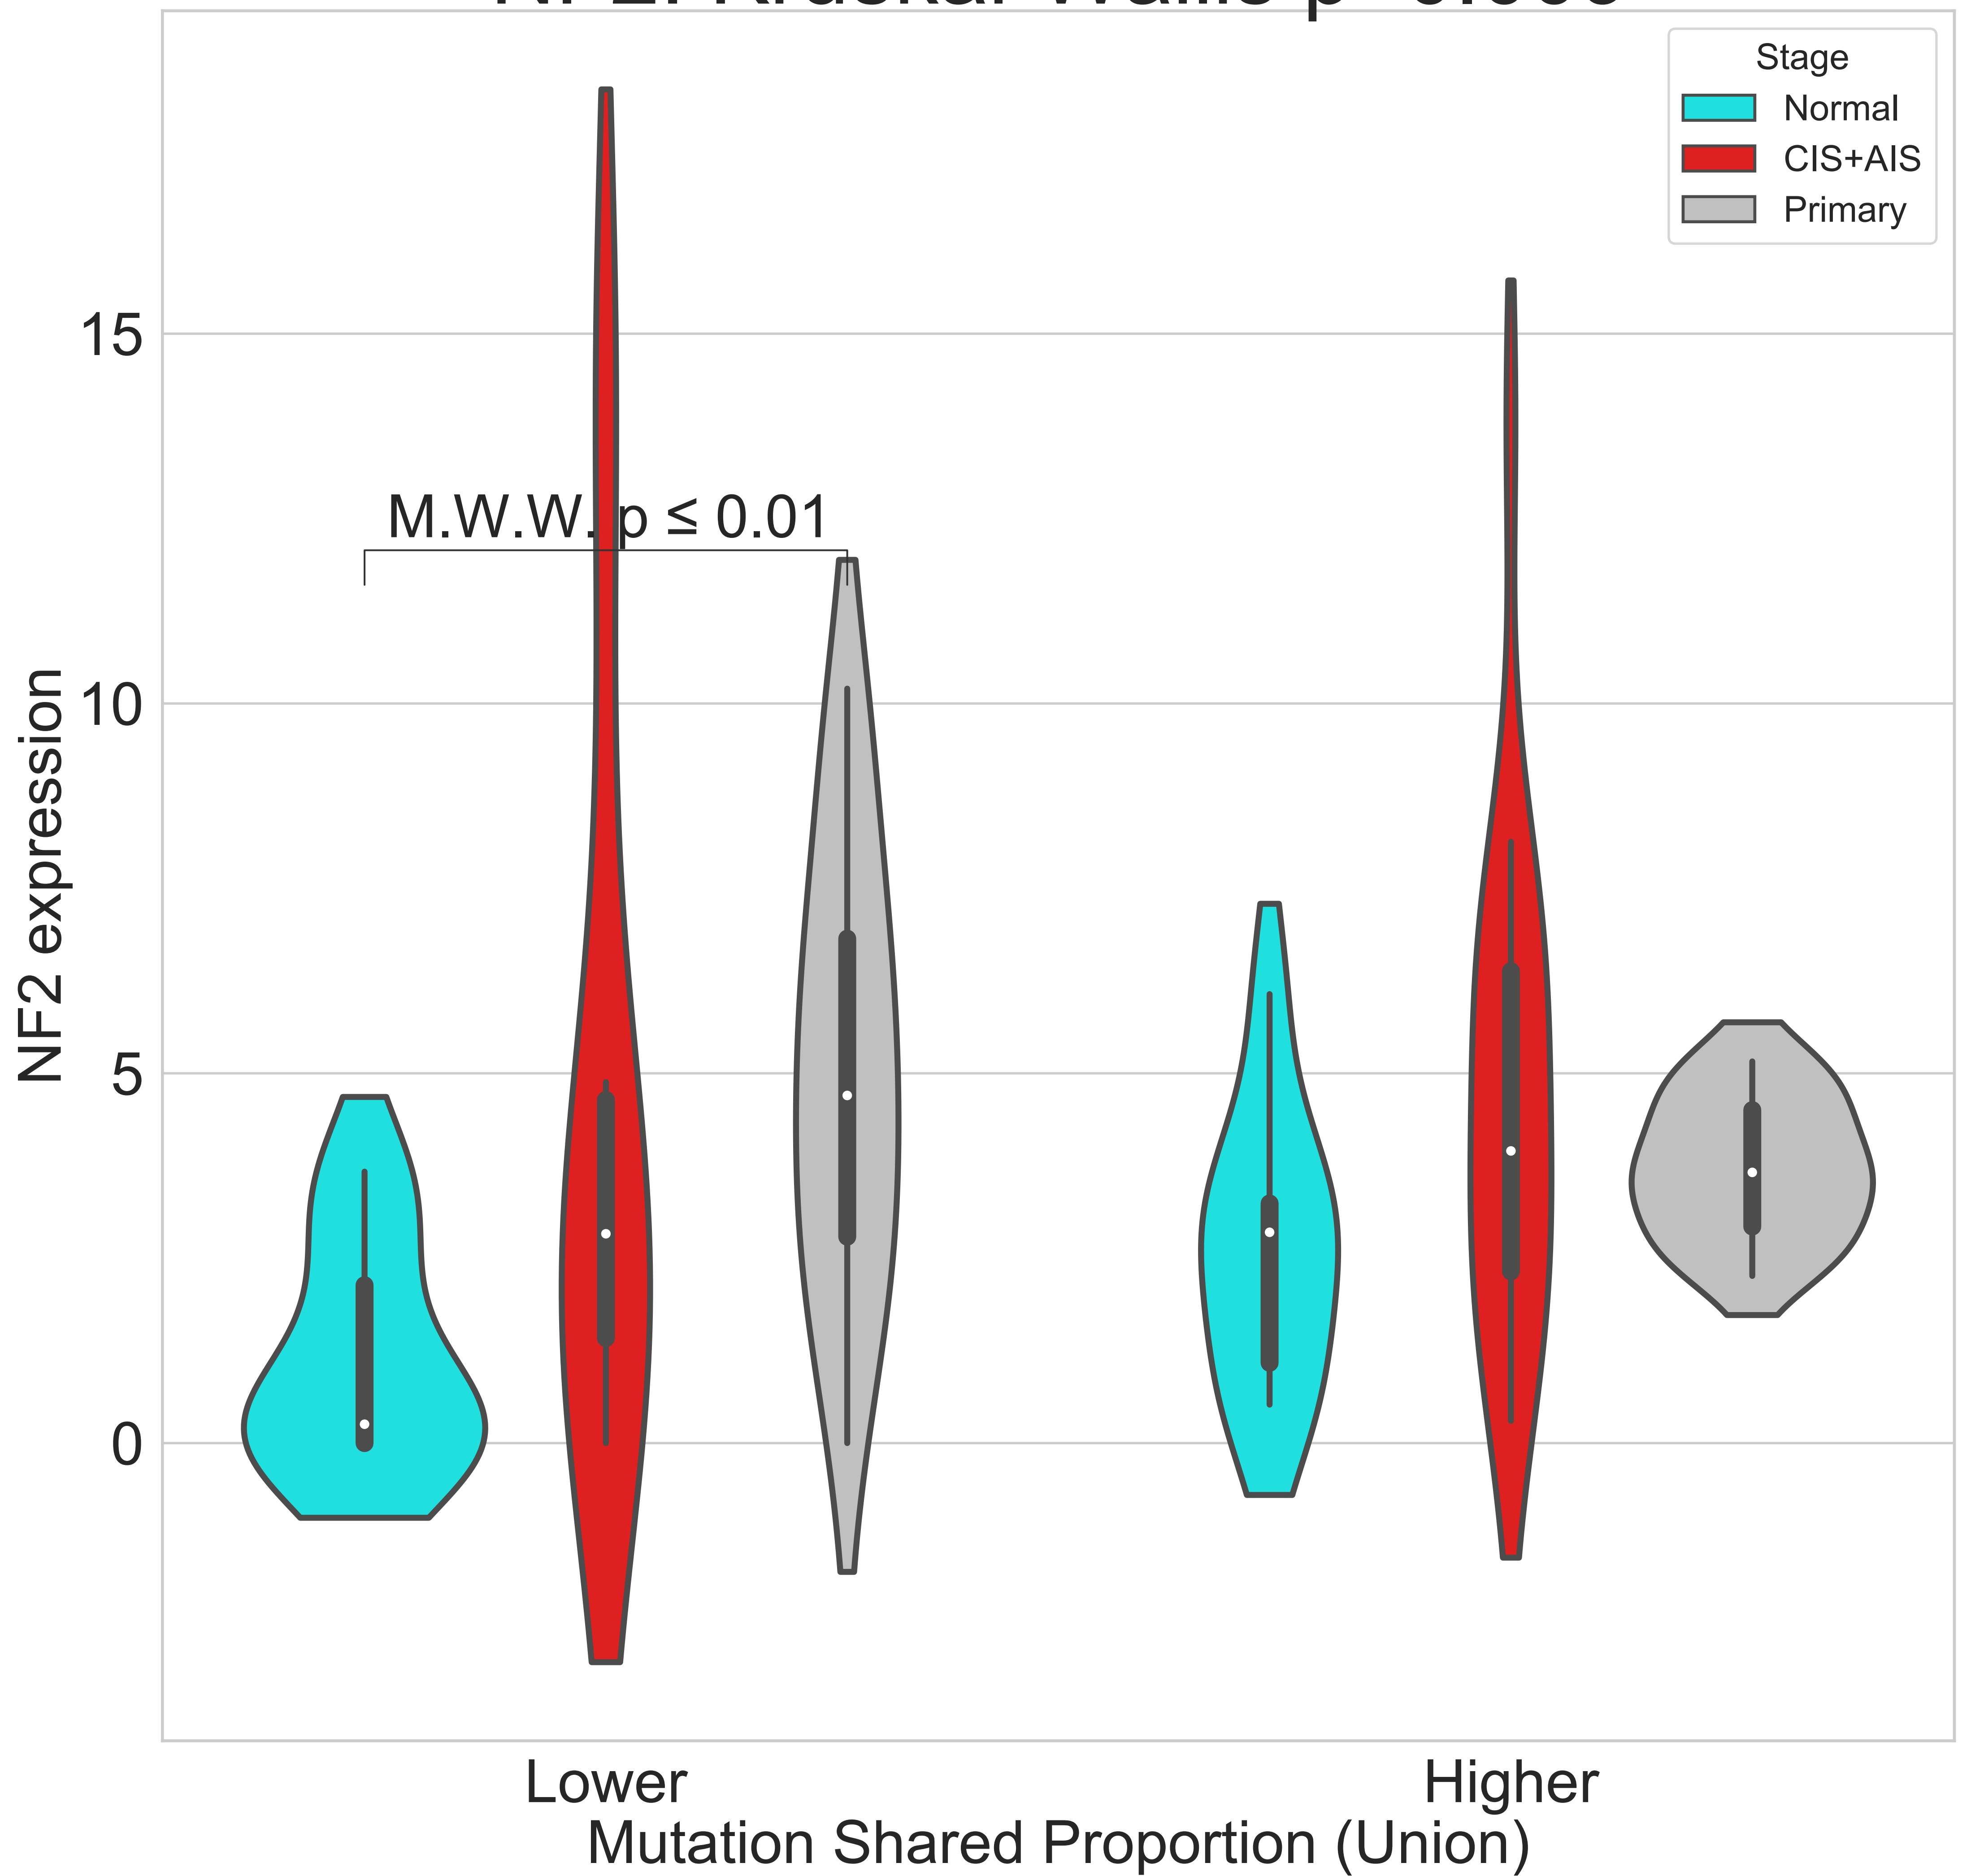 Stage
Normal
CIS+AIS
Primary
15
M.W.W. p ≤ 0.01
10
NF2 expression
5
0
Lower
Higher
Mutation Shared Proportion (Union)